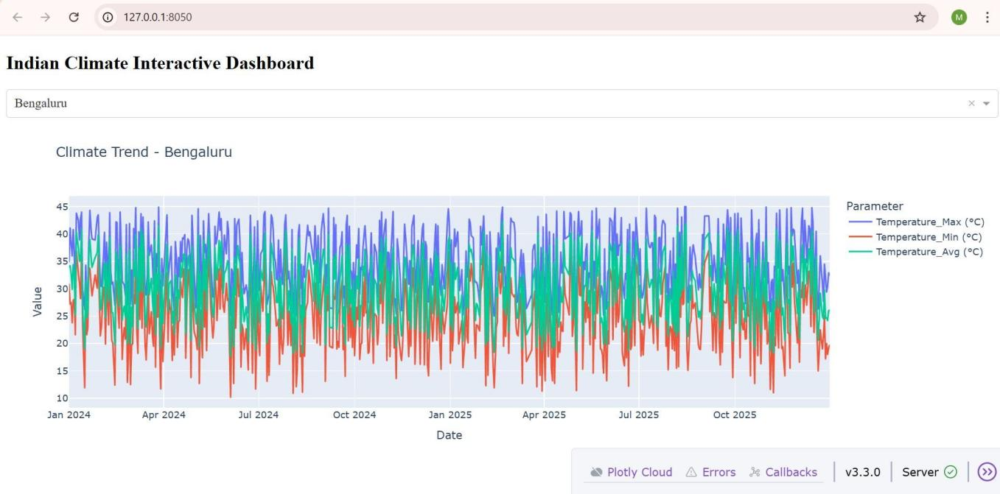 127.0.0.1:8050
M
Indian Climate Interactive Dashboard
Bengaluru
Climate Trend - Bengaluru
Parameter
Temperature_Max (°C)
Temperature_Min (°C)
Temperature_Avg (°C)
Value
45
40
35
30
25
20
15
10
Jan 2024 Apr 2024 Jul 2024 Oct 2024 Jan 2025 Apr 2025 Jul 2025 Oct 2025
Date
Plotly Cloud Errors Callbacks v3.3.0 Server